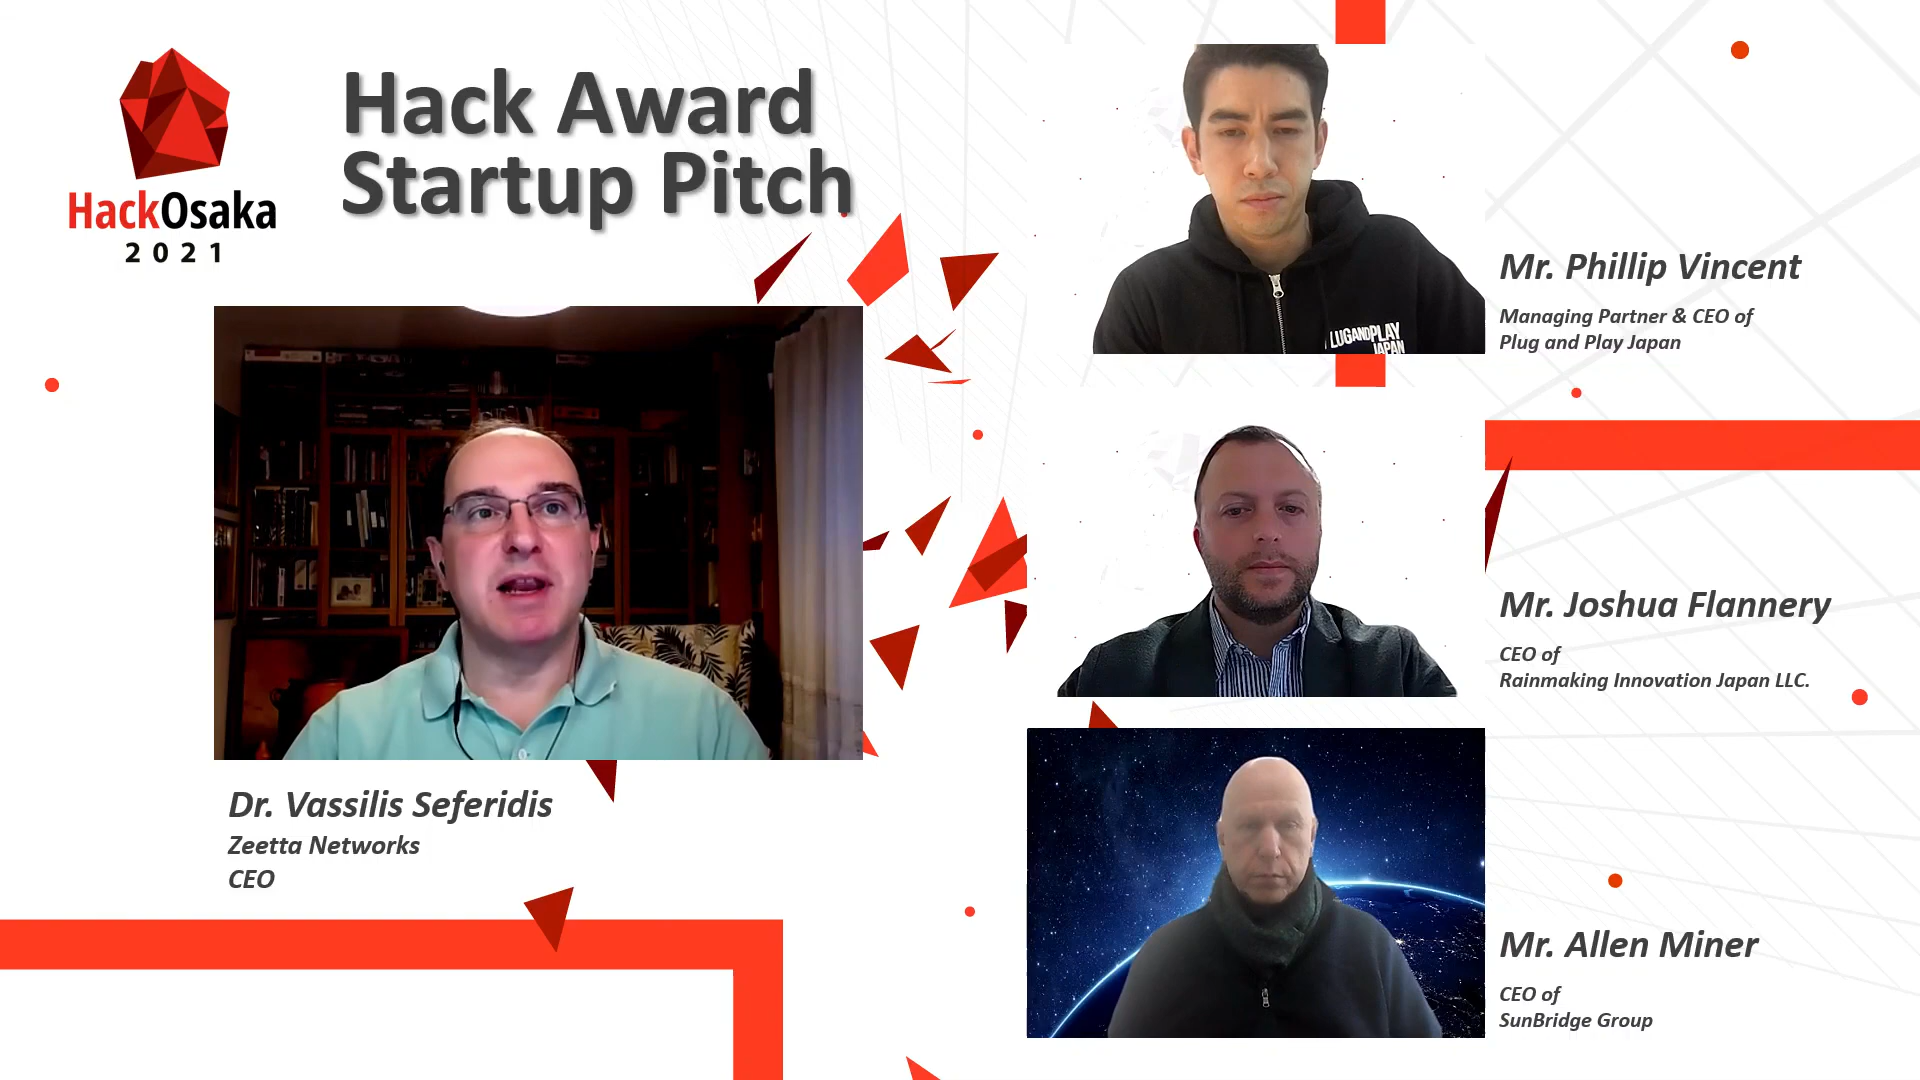 HackOsaka
2021
Hack Award
Startup Pitch
Dr. Vassilis Seferidis
Zeetta Networks
CEO
LUGANDPLAY
JAPAN
Mr. Phillip Vincent
Managing Partner & CEO of
Plug and Play Japan
Mr. Joshua Flannery
CEO of
Rainmaking Innovation Japan LLC.
Mr. Allen Miner
CEO of
SunBridge Group